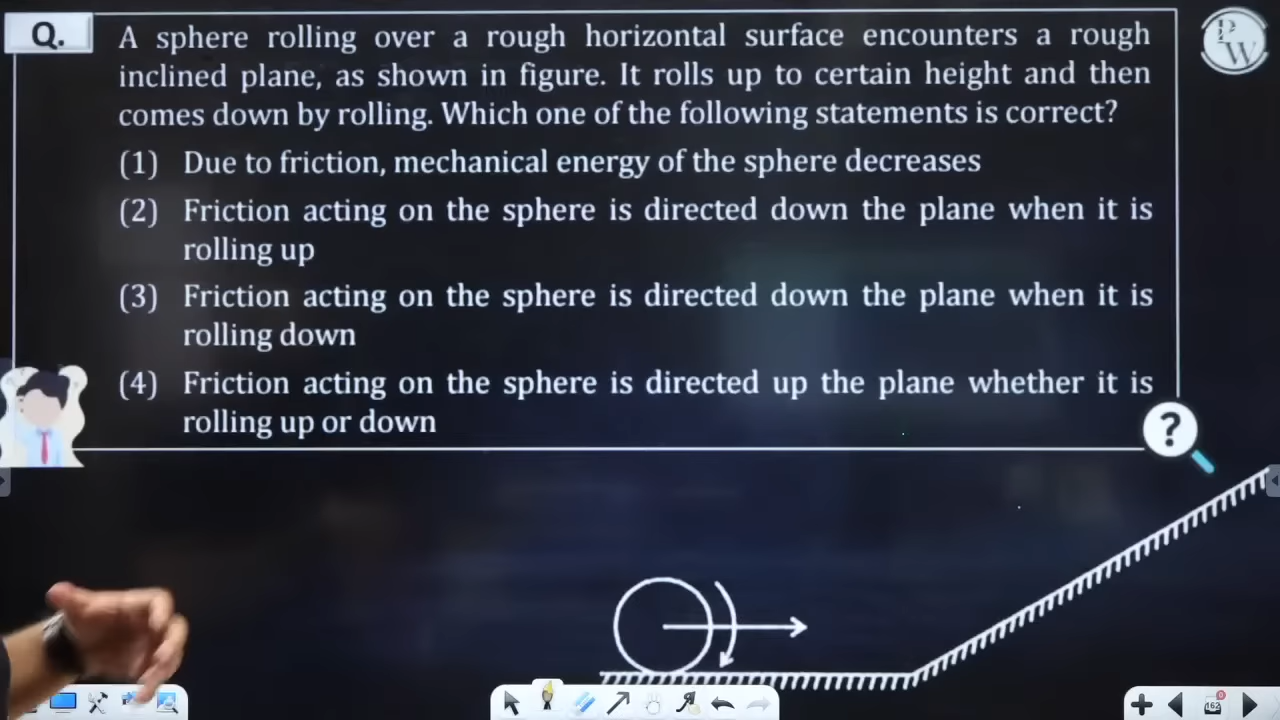 Q.
A sphere rolling over a rough horizontal surface encounters a rough
inclined plane, as shown in figure. It rolls up to certain height and then
comes down by rolling. Which one of the following statements is correct?
(1) Due to friction, mechanical energy of the sphere decreases
(2) Friction acting on the sphere is directed down the plane when it is
rolling up
(3) Friction acting on the sphere is directed down the plane when it is
rolling down
(4) Friction acting on the sphere is directed up the plane whether it is
rolling up or down
?
P
W
162